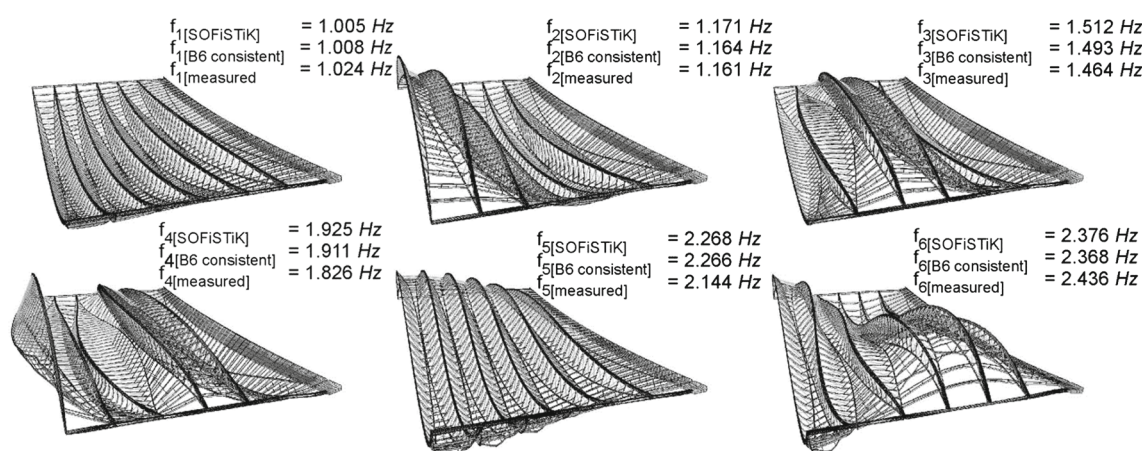 f1[SOFiSTiK] = 1.005 Hz
f1[B6 consistent] = 1.008 Hz
f1[measured = 1.024 Hz
f2[SOFiSTiK] = 1.171 Hz
f2[B6 consistent] = 1.164 Hz
f2[measured] = 1.161 Hz
f3[SOFiSTiK] = 1.512 Hz
f3[B6 consistent] = 1.493 Hz
f3[measured] = 1.464 Hz
f4[SOFiSTiK] = 1.925 Hz
f4[B6 consistent] = 1.911 Hz
f4[measured] = 1.826 Hz
f5[SOFiSTiK] = 2.268 Hz
f5[B6 consistent] = 2.266 Hz
f5[measured] = 2.144 Hz
f6[SOFiSTiK] = 2.376 Hz
f6[B6 consistent] = 2.368 Hz
f6[measured] = 2.436 Hz